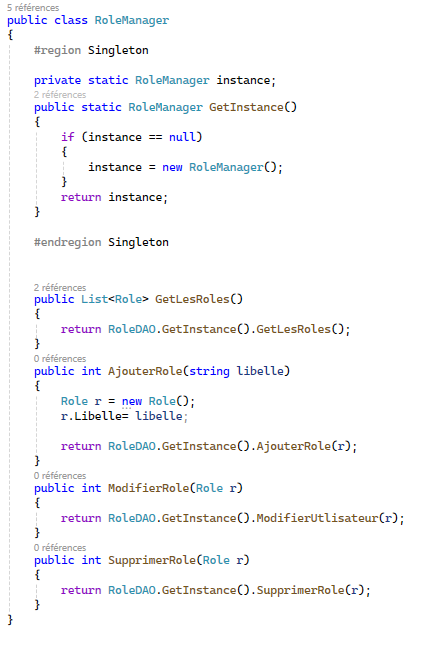 5 références
public class RoleManager
{
#region Singleton
private static RoleManager instance;
2 références
public static RoleManager GetInstance()
{
if (instance == null)
{
instance = new RoleManager();
}
return instance;
}
#endregion Singleton
2 références
public List<Role> GetLesRoles()
{
return RoleDAO.GetInstance().GetLesRoles();
}
0 références
public int AjouterRole(string libelle)
{
Role r = new Role();
r.Libelle= libelle;
return RoleDAO.GetInstance().AjouterRole(r);
}
0 références
public int ModifierRole(Role r)
{
return RoleDAO.GetInstance().ModifierUtlisateur(r);
}
0 références
public int SupprimerRole(Role r)
{
return RoleDAO.GetInstance().SupprimerRole(r);
}
}